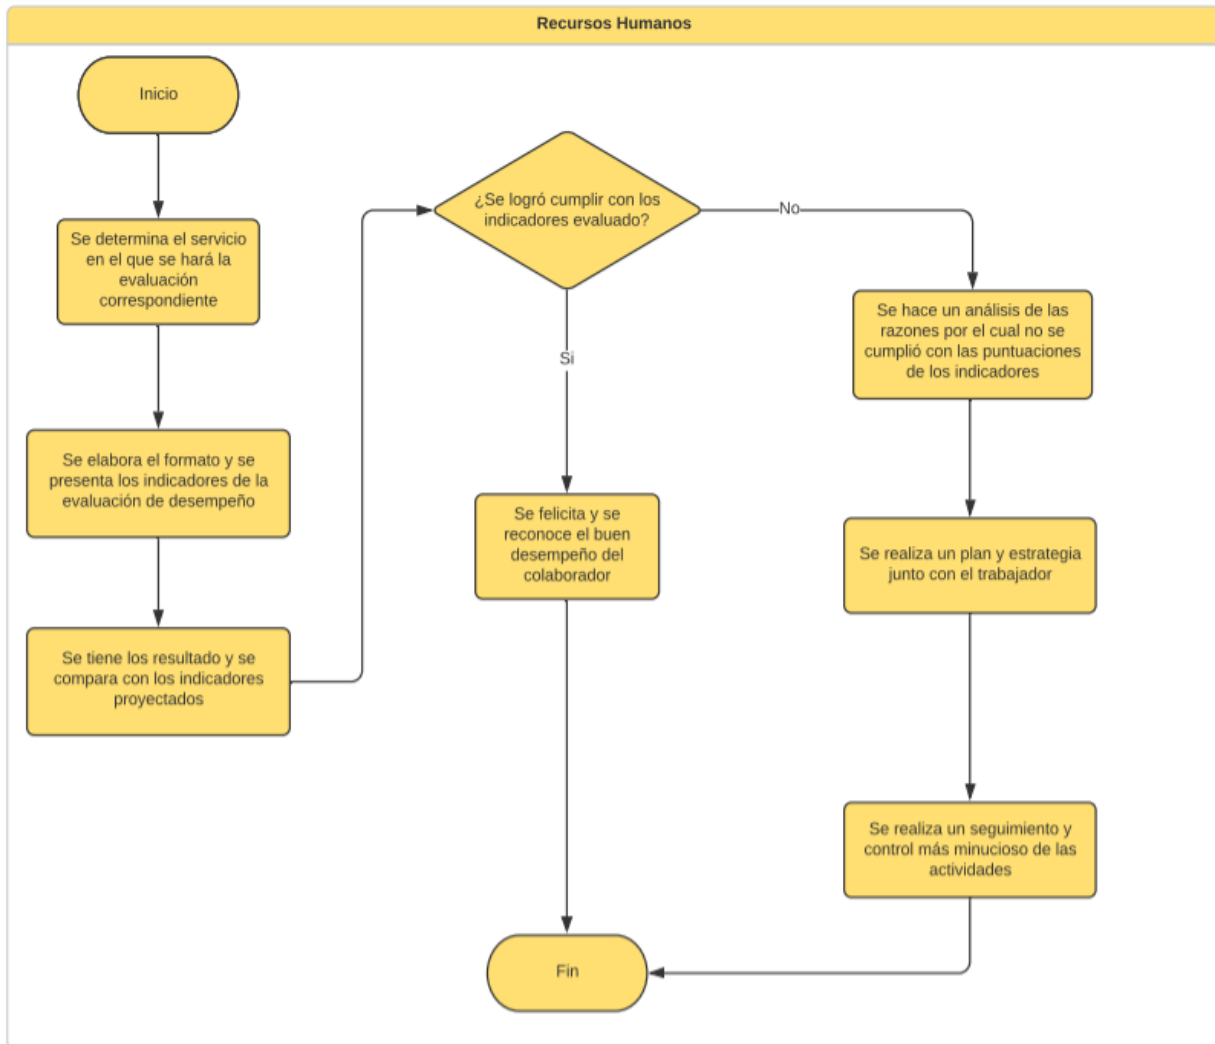 Recursos Humanos
Inicio
Se determina el servicio
en el que se hará la
evaluación
correspondiente
Se elabora el formato y se
presenta los indicadores de la
evaluación de desempeño
Se tiene los resultado y se
compara con los indicadores
proyectados
¿Se logró cumplir con los
indicadores evaluado?
Si
Se felicita y se
reconoce el buen
desempeño del
colaborador
No
Se hace un análisis de las
razones por el cual no se
cumplió con las puntuaciones
de los indicadores
Se realiza un plan y estrategia
junto con el trabajador
Se realiza un seguimiento y
control más minucioso de las
actividades
Fin